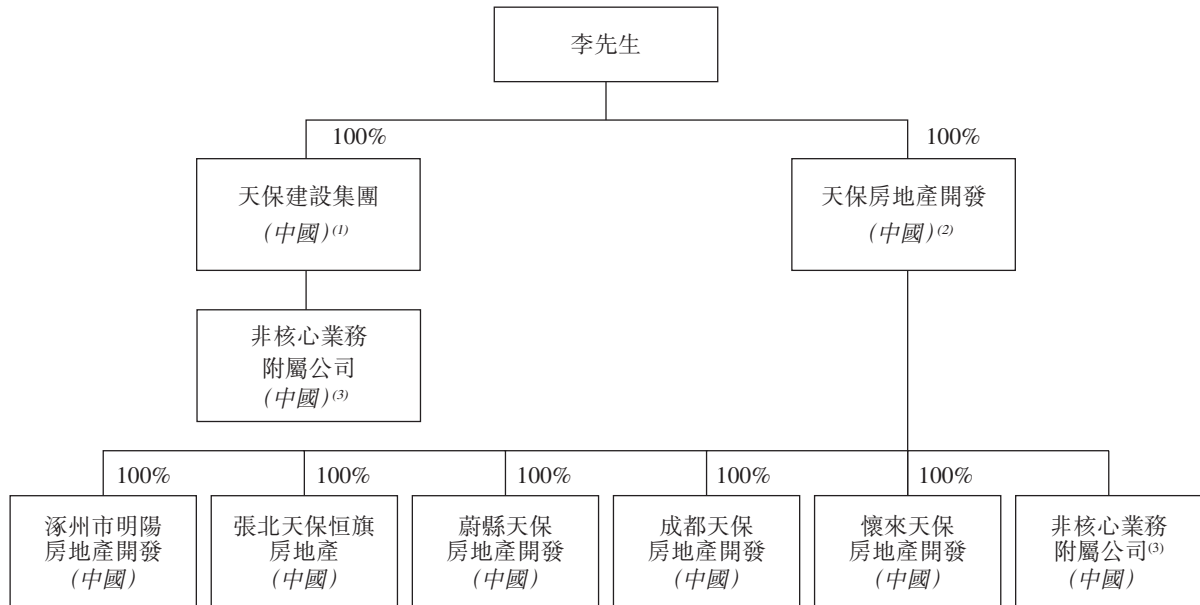 李先生
100%
100%
天保建設集團
(中國)(1)
天保房地產開發
(中國)(2)
非核心業務
附屬公司
(中國)(3)
100%
100%
100%
100%
100%
涿州市明陽
房地產開發
(中國)
張北天保恒旗
房地產
(中國)
蔚縣天保
房地產開發
(中國)
成都天保
房地產開發
(中國)
懷來天保
房地產開發
(中國)
非核心業務
附屬公司(3)
(中國)